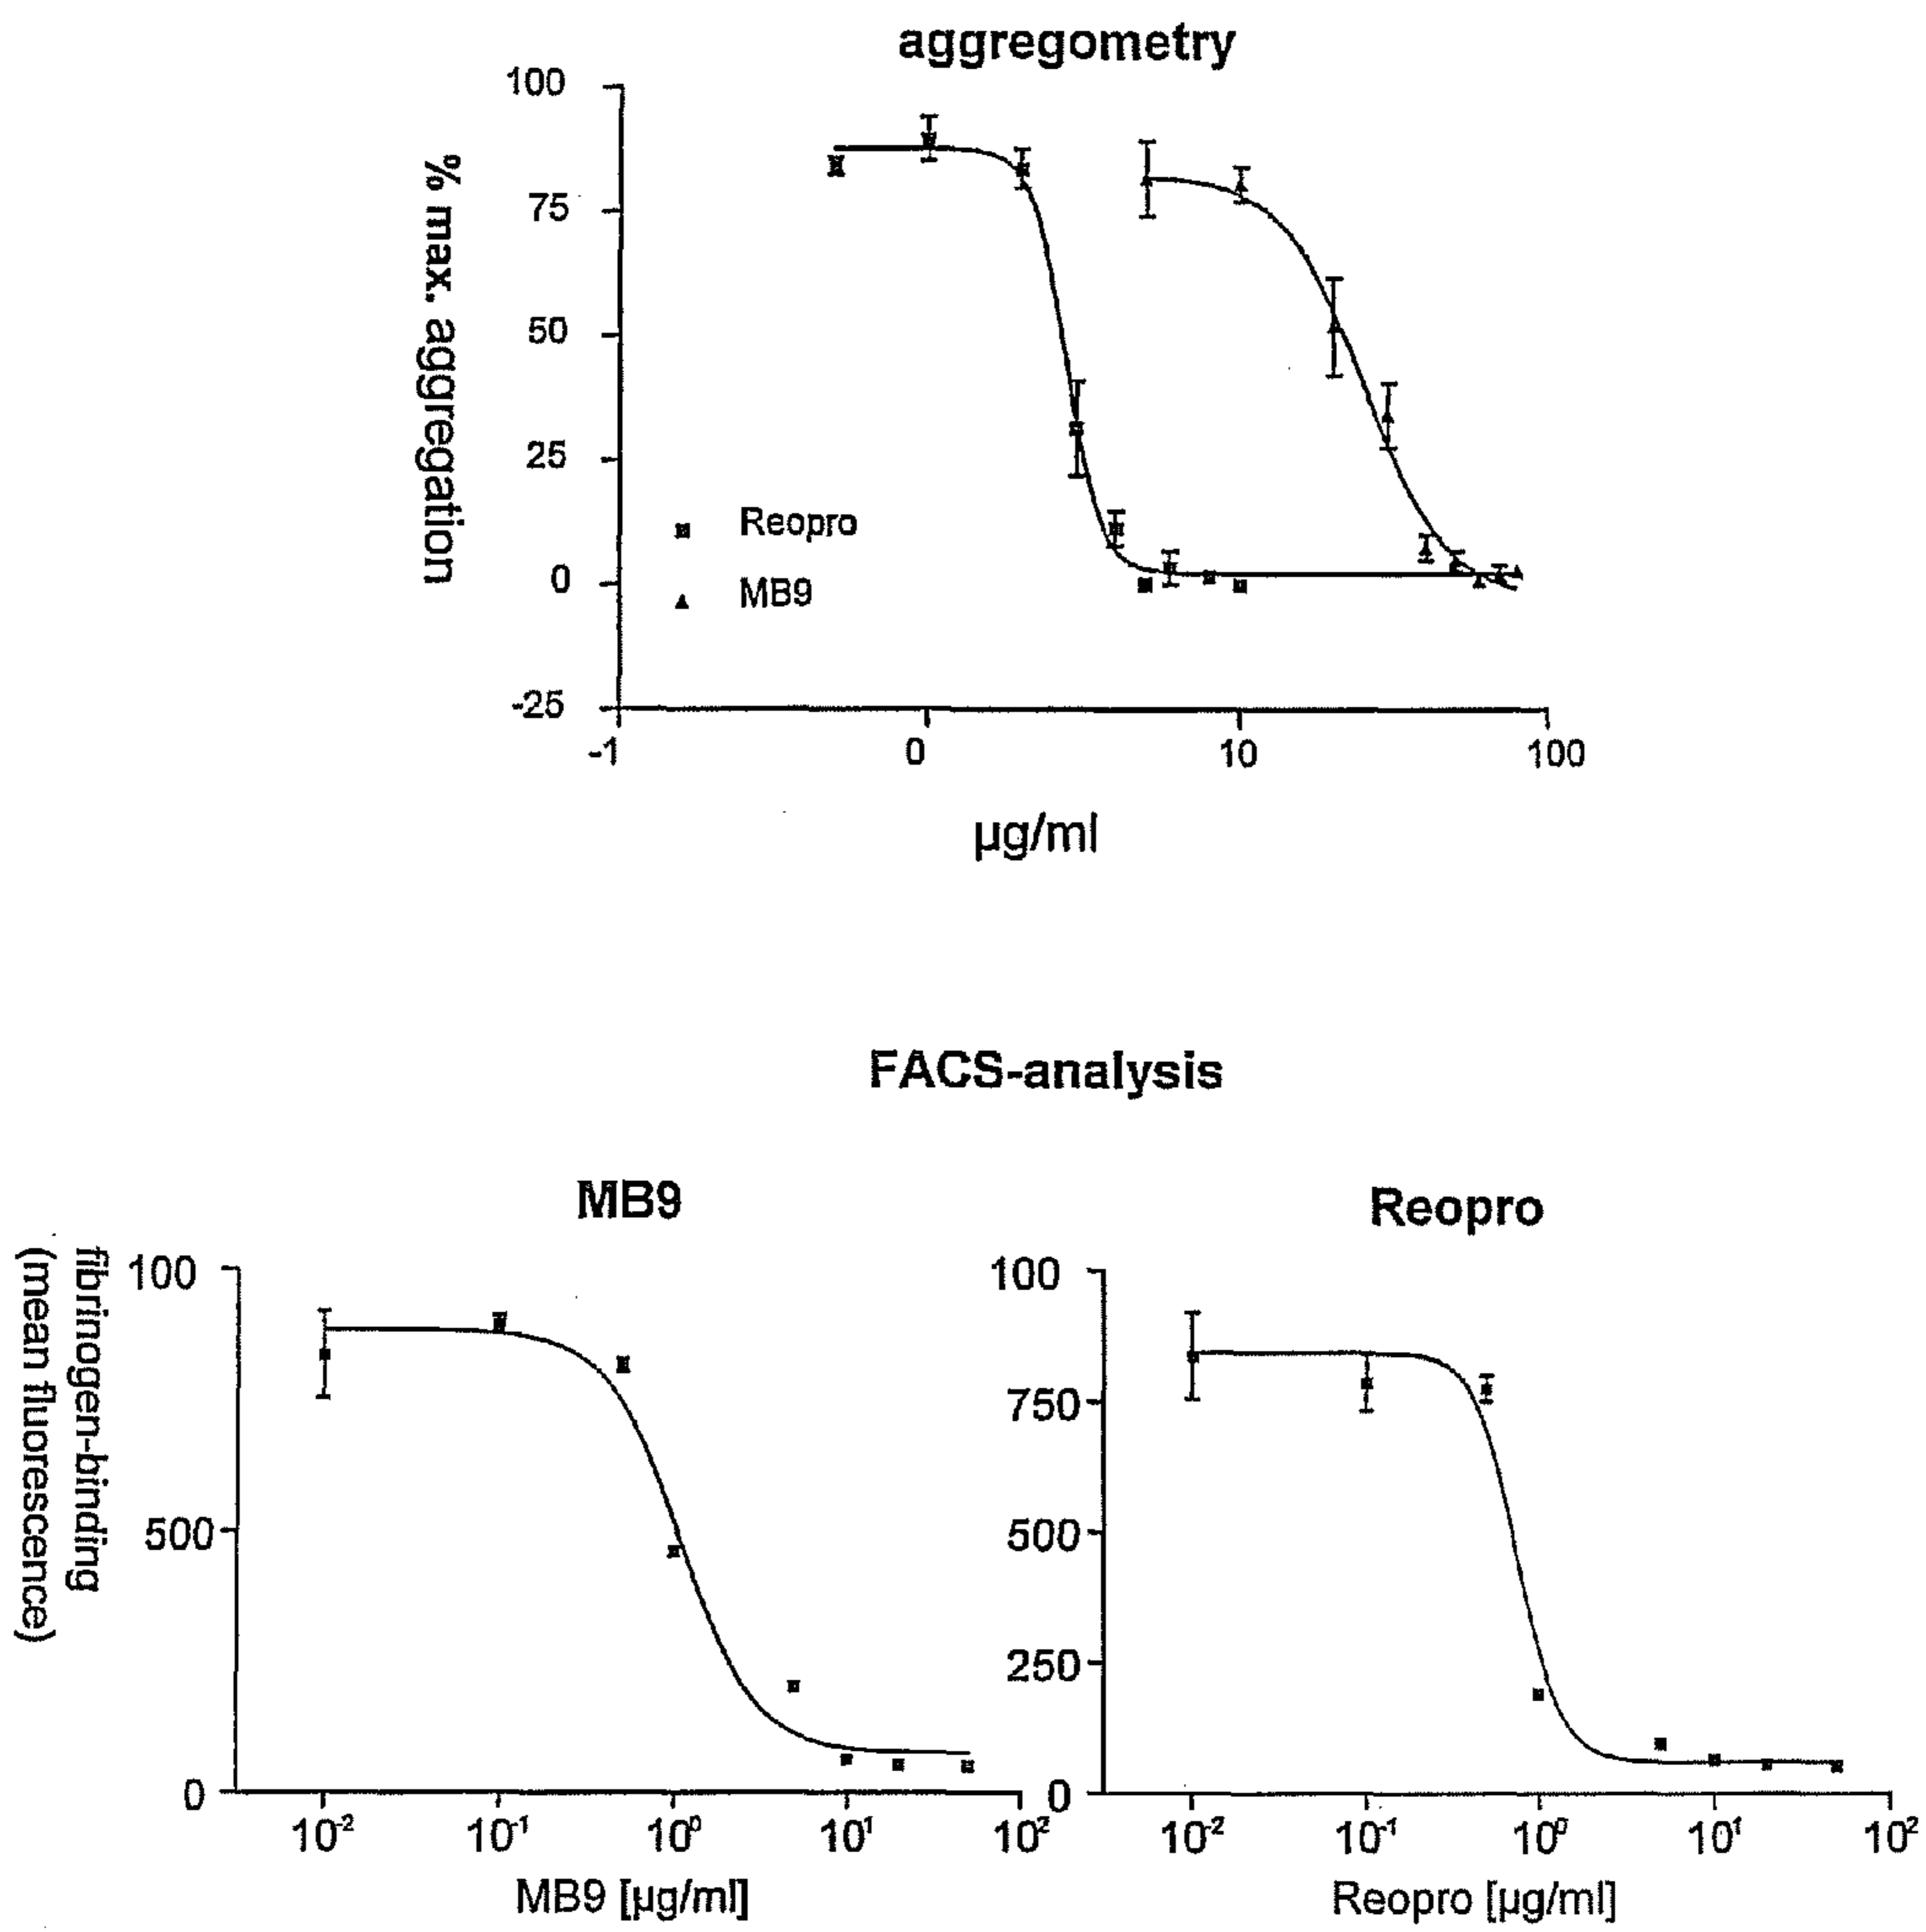 aggregometry
% max. aggregation
100
75
50
25
0
-25
Reopro
MB9
-1
0
10
100
µg/ml
FACS-analysis
MB9
fibrinogen-binding
(mean fluorescence)
100
500
0
10⁻²
10⁻¹
10⁰
10¹
10²
MB9 [µg/ml]
Reopro
100
750
500
250
0
10⁻²
10⁻¹
10⁰
10¹
10²
Reopro [µg/ml]